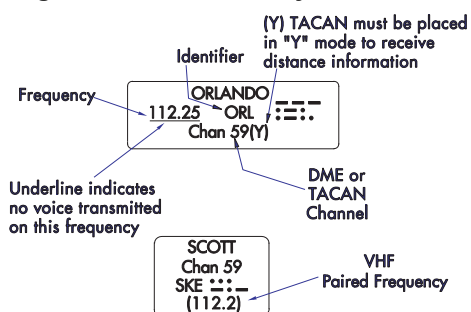 (Y) TACAN must be placed
in "Y" mode to receive
distance information
Identifier
Frequency
ORLANDO
112.25 ORL
Chan 59(Y)
Underline indicates
no voice transmitted
on this frequency
DME or
TACAN
Channel
SCOTT
Chan 59
SKE
(112.2)
VHF
Paired Frequency